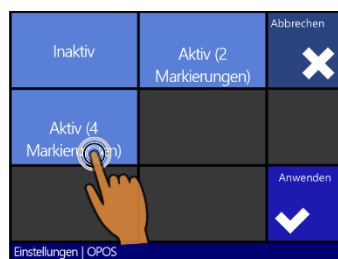 Inaktiv
Aktiv (2
Markierungen)
Abbrechen
Aktiv (4
Anwenden
Einstellungen | OPOS